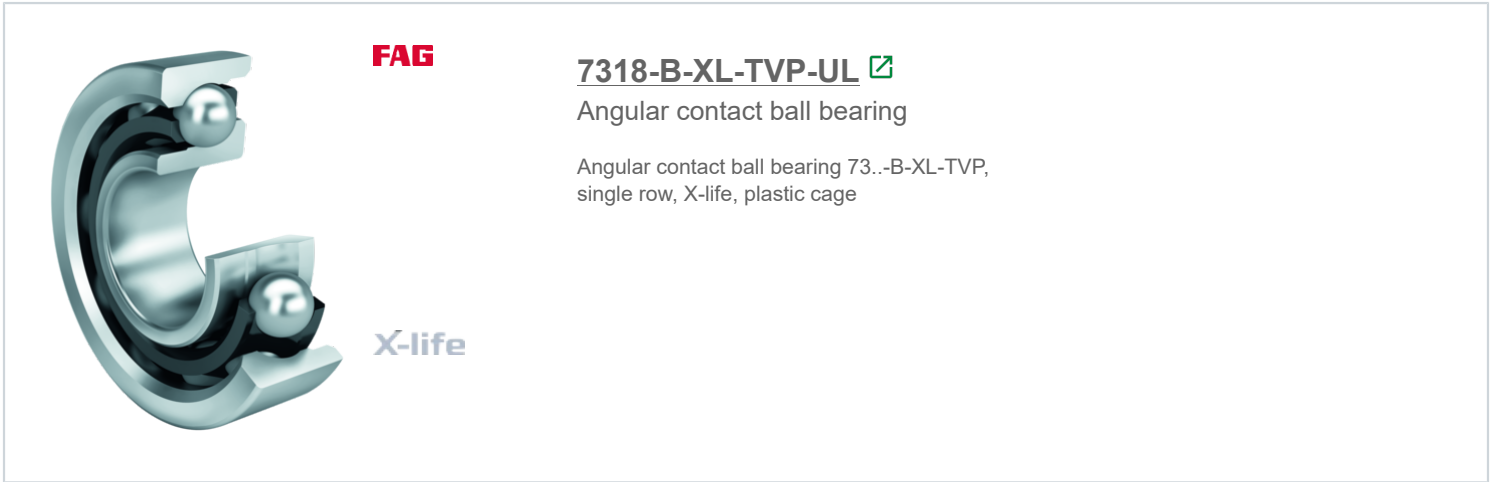 FAG
7318-B-XL-TVP-UL
Angular contact ball bearing
Angular contact ball bearing 73..-B-XL-TVP,
single row, X-life, plastic cage
X-life